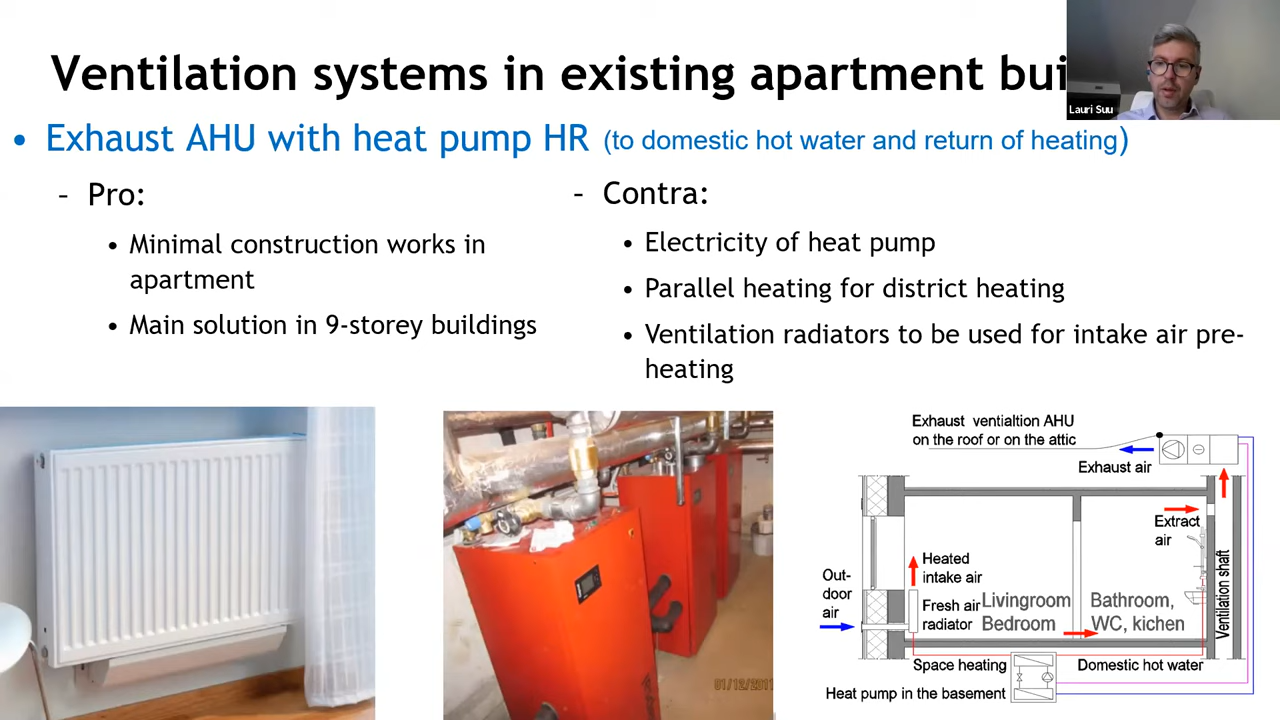 Ventilation systems in existing apartment bui
Lauri Suu
• Exhaust AHU with heat pump HR (to domestic hot water and return of heating)
– Pro:
• Minimal construction works in
apartment
• Main solution in 9-storey buildings
– Contra:
• Electricity of heat pump
• Parallel heating for district heating
• Ventilation radiators to be used for intake air pre-
heating
01/12/2011
Exhaust ventialtion AHU
on the roof or on the attic
Exhaust air
Extract
air
Heated
intake air
Out-
door
air
Fresh air
radiator
Livingroom
Bedroom
Bathroom,
WC, kichen
Ventilation shaft
Space heating
Domestic hot water
Heat pump in the basement